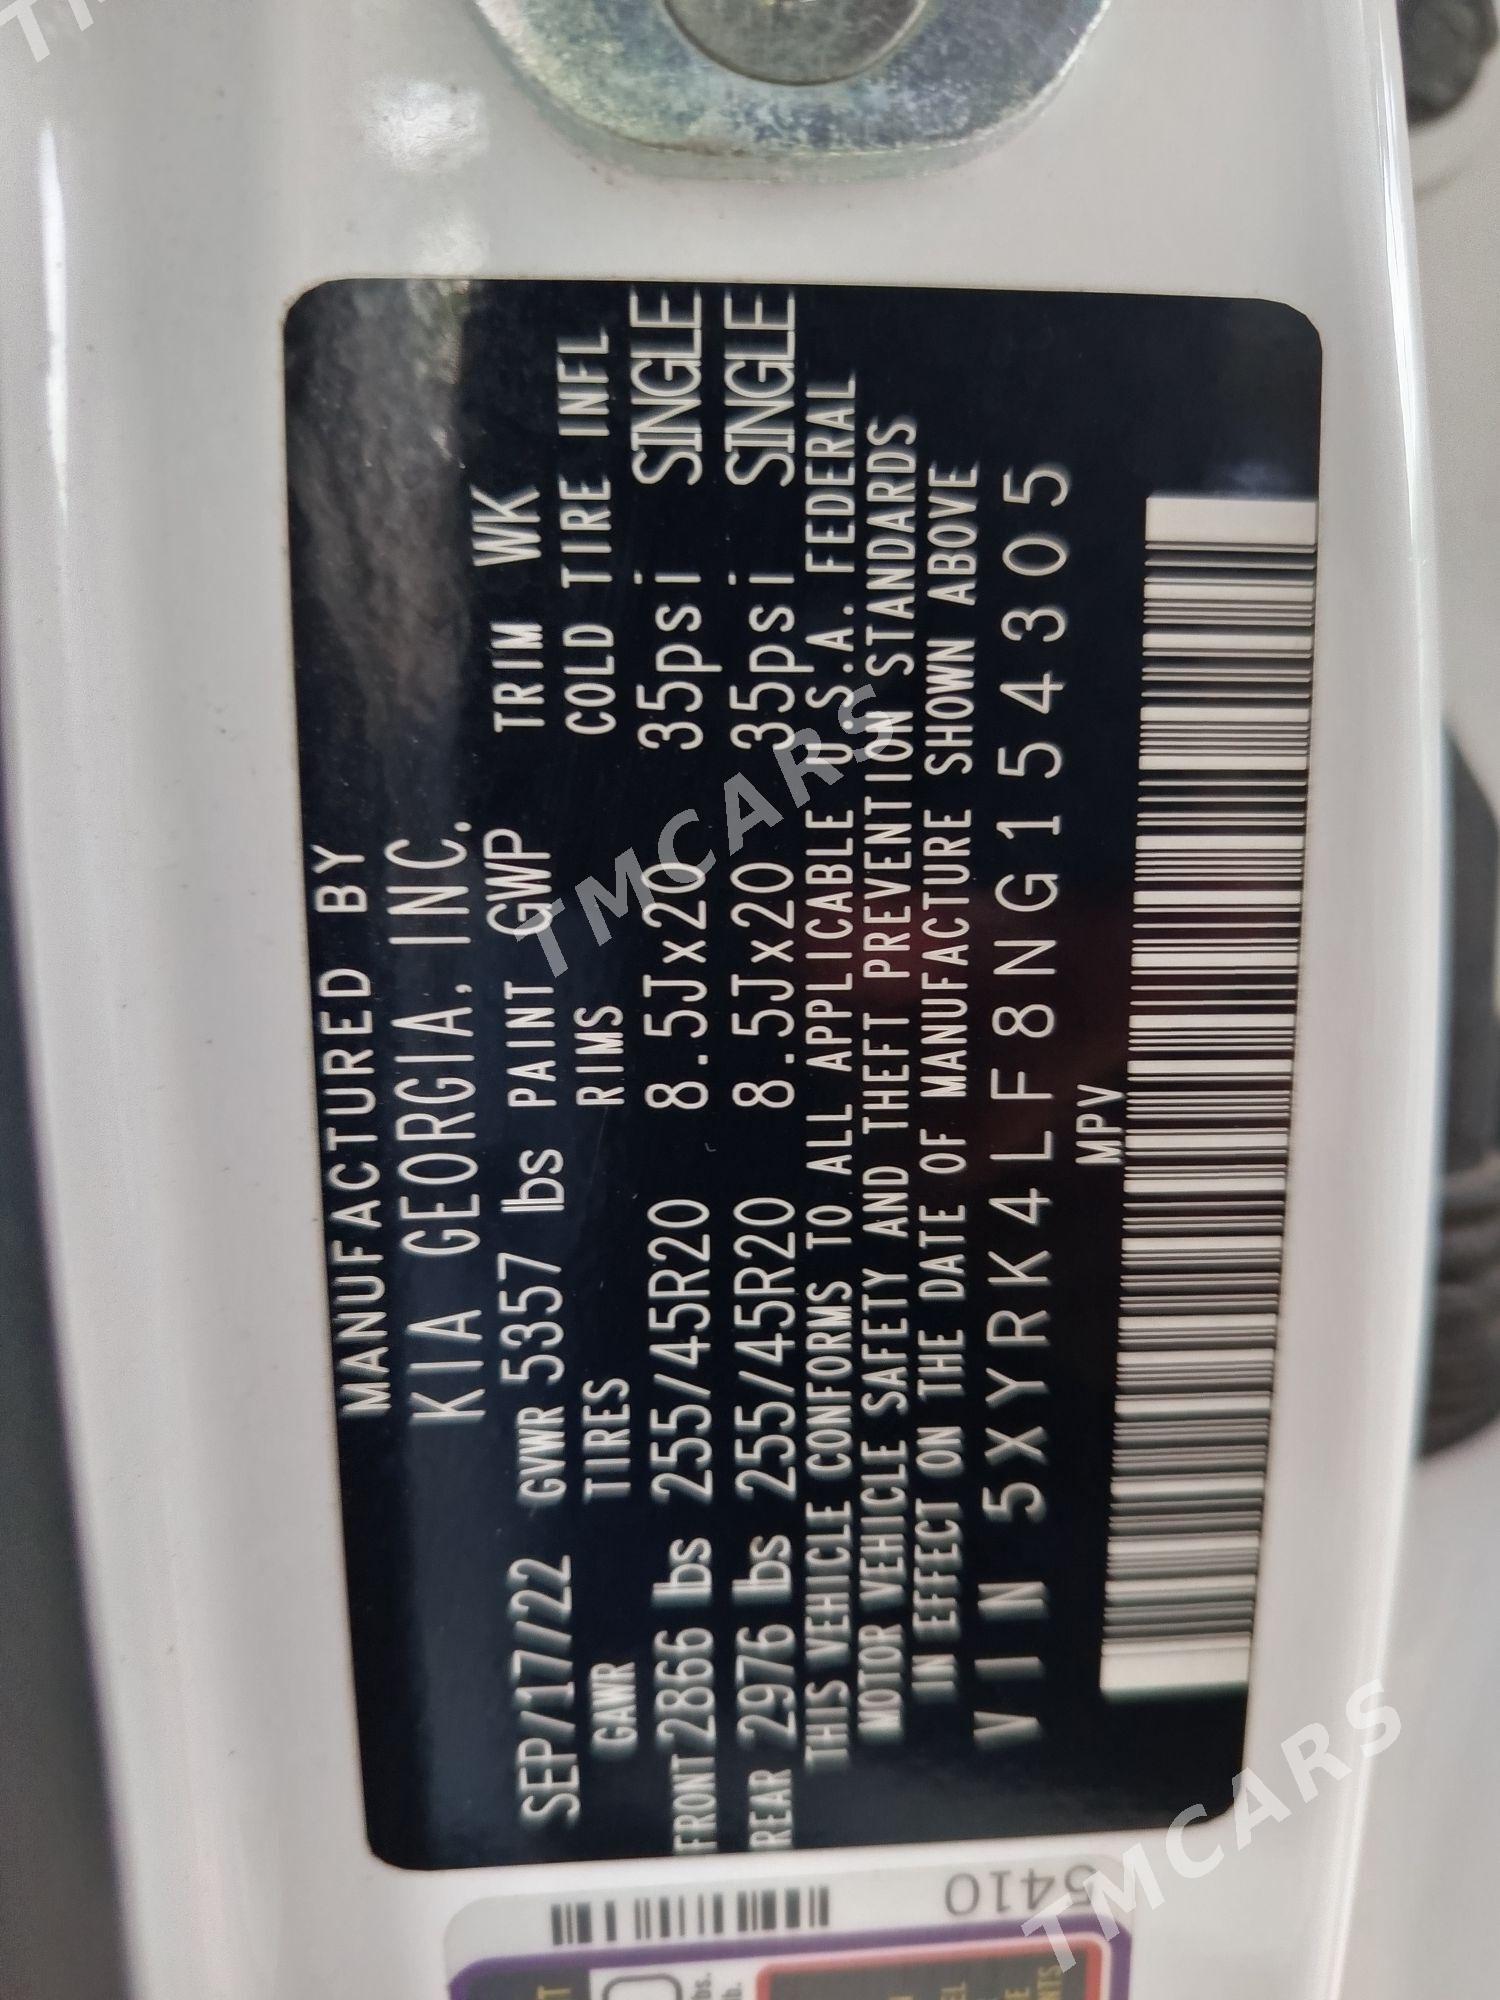 MANUFACTURED BY
KIA GEORGIA, INC.
SEP/17/22 GVWR 5357 lbs PAINT GWP TRIM WK
GAWR TIRES RIMS COLD TIRE INFL
FRONT 2866 lbs 255/45R20 8.5Jx20 35psi SINGLE
REAR 2976 lbs 255/45R20 8.5Jx20 35psi SINGLE
THIS VEHICLE CONFORMS TO ALL APPLICABLE U.S.A. FEDERAL
MOTOR VEHICLE SAFETY AND THEFT PREVENTION STANDARDS
IN EFFECT ON THE DATE OF MANUFACTURE SHOWN ABOVE
VIN 5XYRK4LF8NG154305
MPV
5410
TMCARS
TMCARS